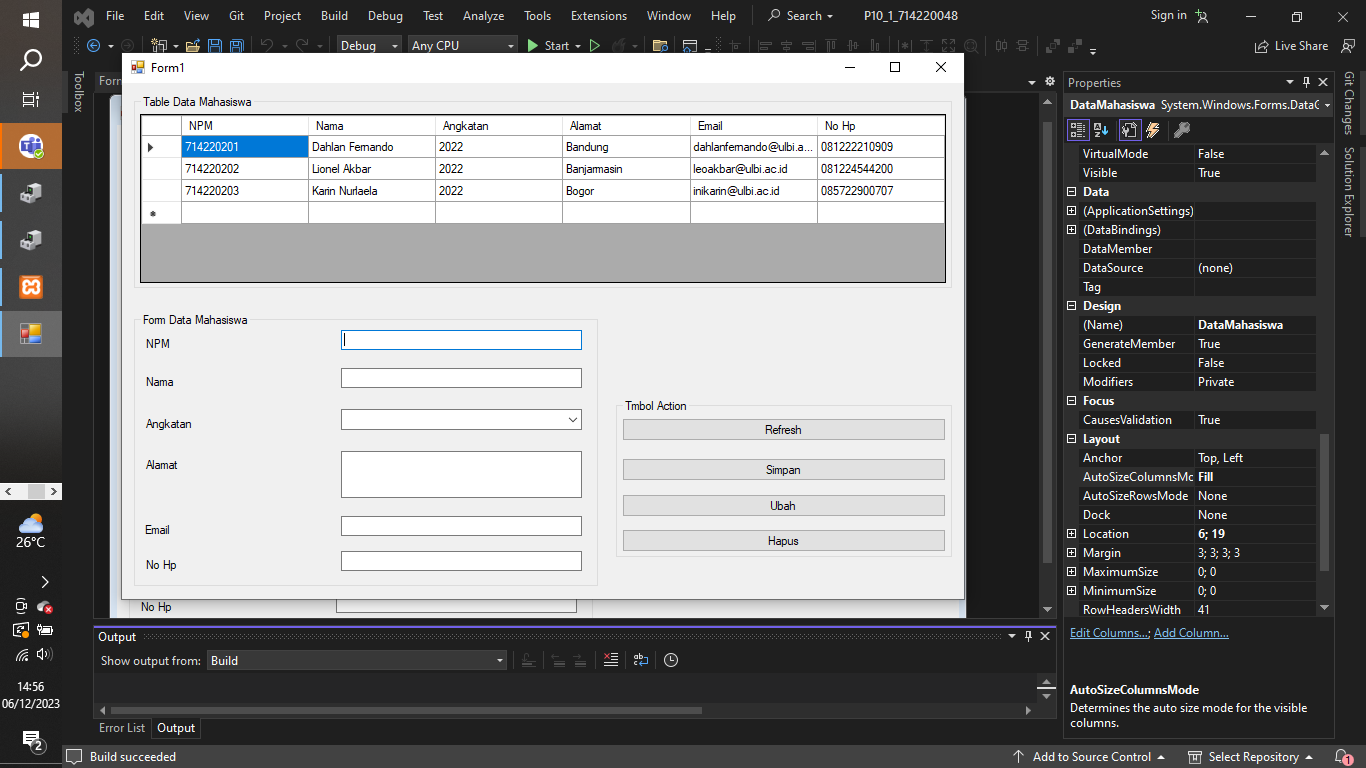 File Edit View Git Project Build Debug Test Analyze Tools Extensions Window Help Search P10_1_714220048 Sign in
Debug Any CPU Start Live Share
Toolbox
Form
Form1
Table Data Mahasiswa
NPM Nama Angkatan Alamat Email No Hp
714220201 Dahlan Fernando 2022 Bandung dahlanfernando@ulbi.a... 081222210909
714220202 Lionel Akbar 2022 Banjarmasin leoakbar@ulbi.ac.id 081224544200
714220203 Karin Nurlaela 2022 Bogor inikarin@ulbi.ac.id 085722900707
*
Form Data Mahasiswa
NPM
Nama
Angkatan
Alamat
Email
No Hp
Tmbol Action
Refresh
Simpan
Ubah
Hapus
No Hp
Output
Show output from: Build
Error List Output
Build succeeded
Properties
DataMahasiswa System.Windows.Forms.DataG
VirtualMode False
Visible True
Data
(ApplicationSettings)
(DataBindings)
DataMember
DataSource (none)
Tag
Design
(Name) DataMahasiswa
GenerateMember True
Locked False
Modifiers Private
Focus
CausesValidation True
Layout
Anchor Top, Left
AutoSizeColumnsMo Fill
AutoSizeRowsMode None
Dock None
Location 6; 19
Margin 3; 3; 3; 3
MaximumSize 0; 0
MinimumSize 0; 0
RowHeadersWidth 41
Edit Columns..., Add Column...
AutoSizeColumnsMode
Determines the auto size mode for the visible
columns.
Git Changes
Solution Explorer
Add to Source Control Select Repository 1
26°C
14:56
06/12/2023
2